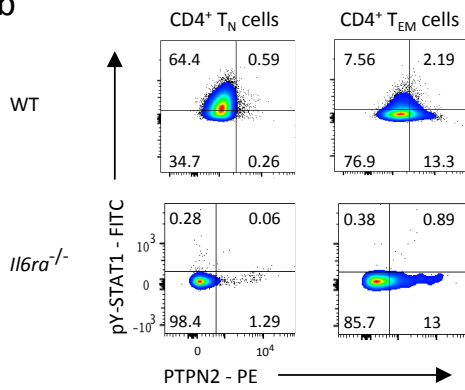 b
CD4⁺ T_N cells CD4⁺ T_EM cells
WT
64.4 0.59
34.7 0.26
7.56 2.19
76.9 13.3
Il6ra⁻/⁻
pY-STAT1 - FITC
10³
0
-10³
0.28 0.06
98.4 1.29
0.38 0.89
85.7 13
0 10⁴
PTPN2 - PE